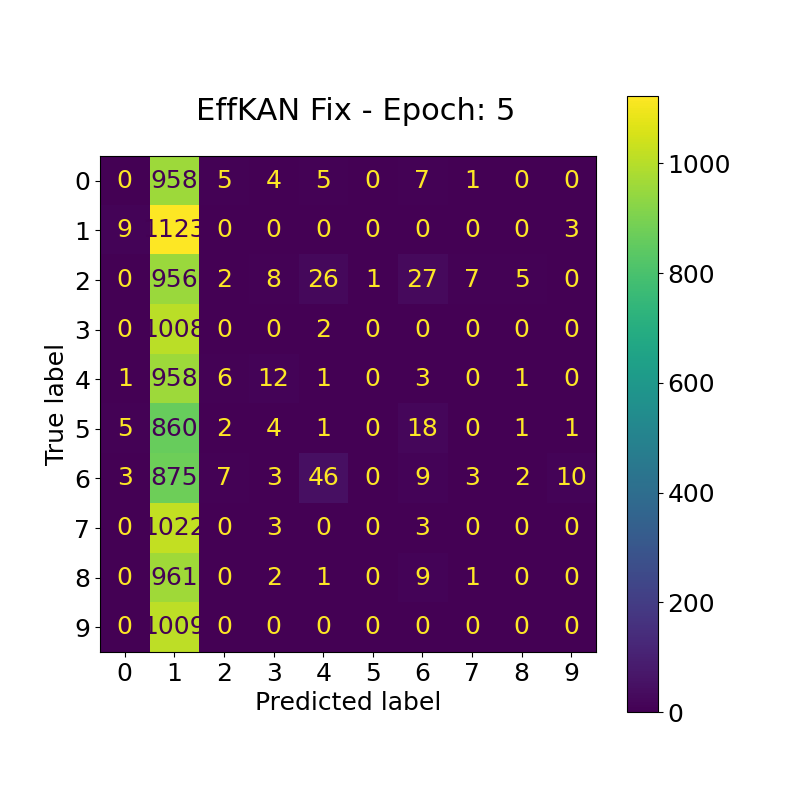 EffKAN Fix - Epoch: 5
0 0 958 5 4 5 0 7 1 0 0
1 9 1123 0 0 0 0 0 0 0 3
2 0 956 2 8 26 1 27 7 5 0
3 0 1008 0 0 2 0 0 0 0 0
4 1 958 6 12 1 0 3 0 1 0
5 5 860 2 4 1 0 18 0 1 1
6 3 875 7 3 46 0 9 3 2 10
7 0 1022 0 3 0 0 3 0 0 0
8 0 961 0 2 1 0 9 1 0 0
9 0 1009 0 0 0 0 0 0 0 0
0 1 2 3 4 5 6 7 8 9
Predicted label
True label
1000
800
600
400
200
0